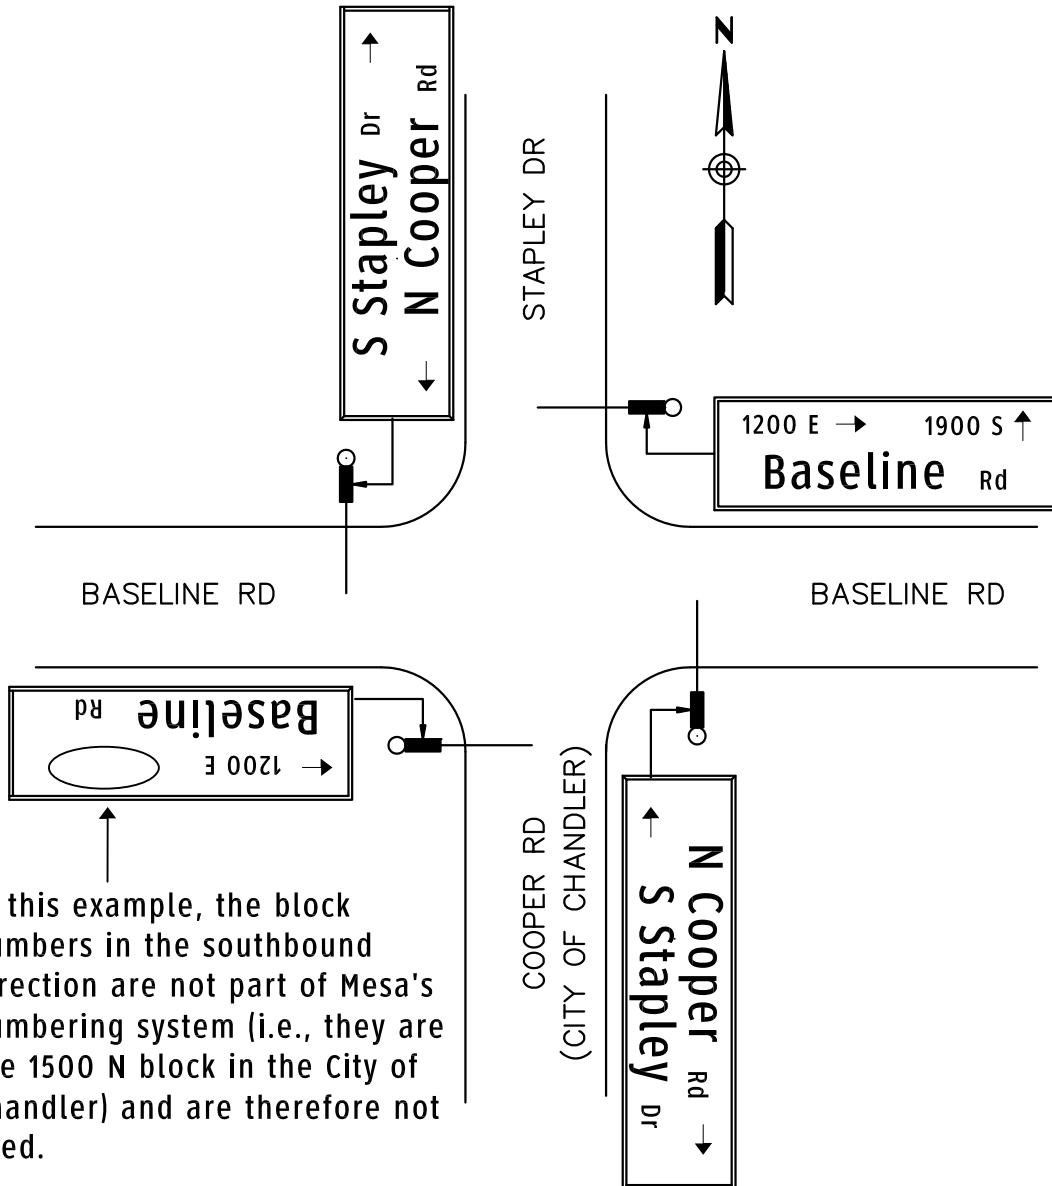 S Stapley Dr →
← N Cooper Rd
STAPLEY DR
N
1200 E → 1900 S ↑
Baseline Rd
BASELINE RD
BASELINE RD
Baseline Rd
← 1200 E
COOPER RD
(CITY OF CHANDLER)
N Cooper Rd →
← S Stapley Dr
this example, the block
umbers in the southbound
rection are not part of Mesa's
umbering system (i.e., they are
e 1500 N block in the City of
handler) and are therefore not
ed.